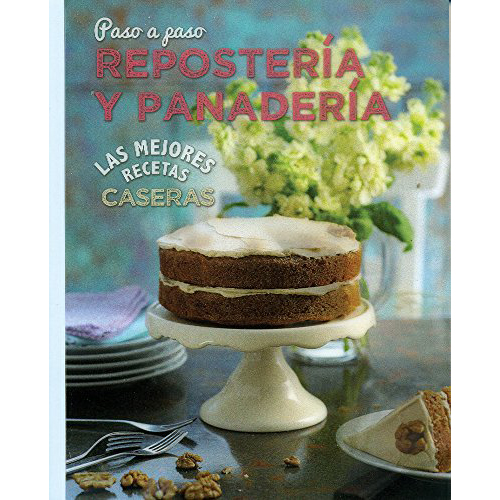 Paso a paso
REPOSTERÍA
Y PANADERÍA
LAS MEJORES
RECETAS
CASERAS